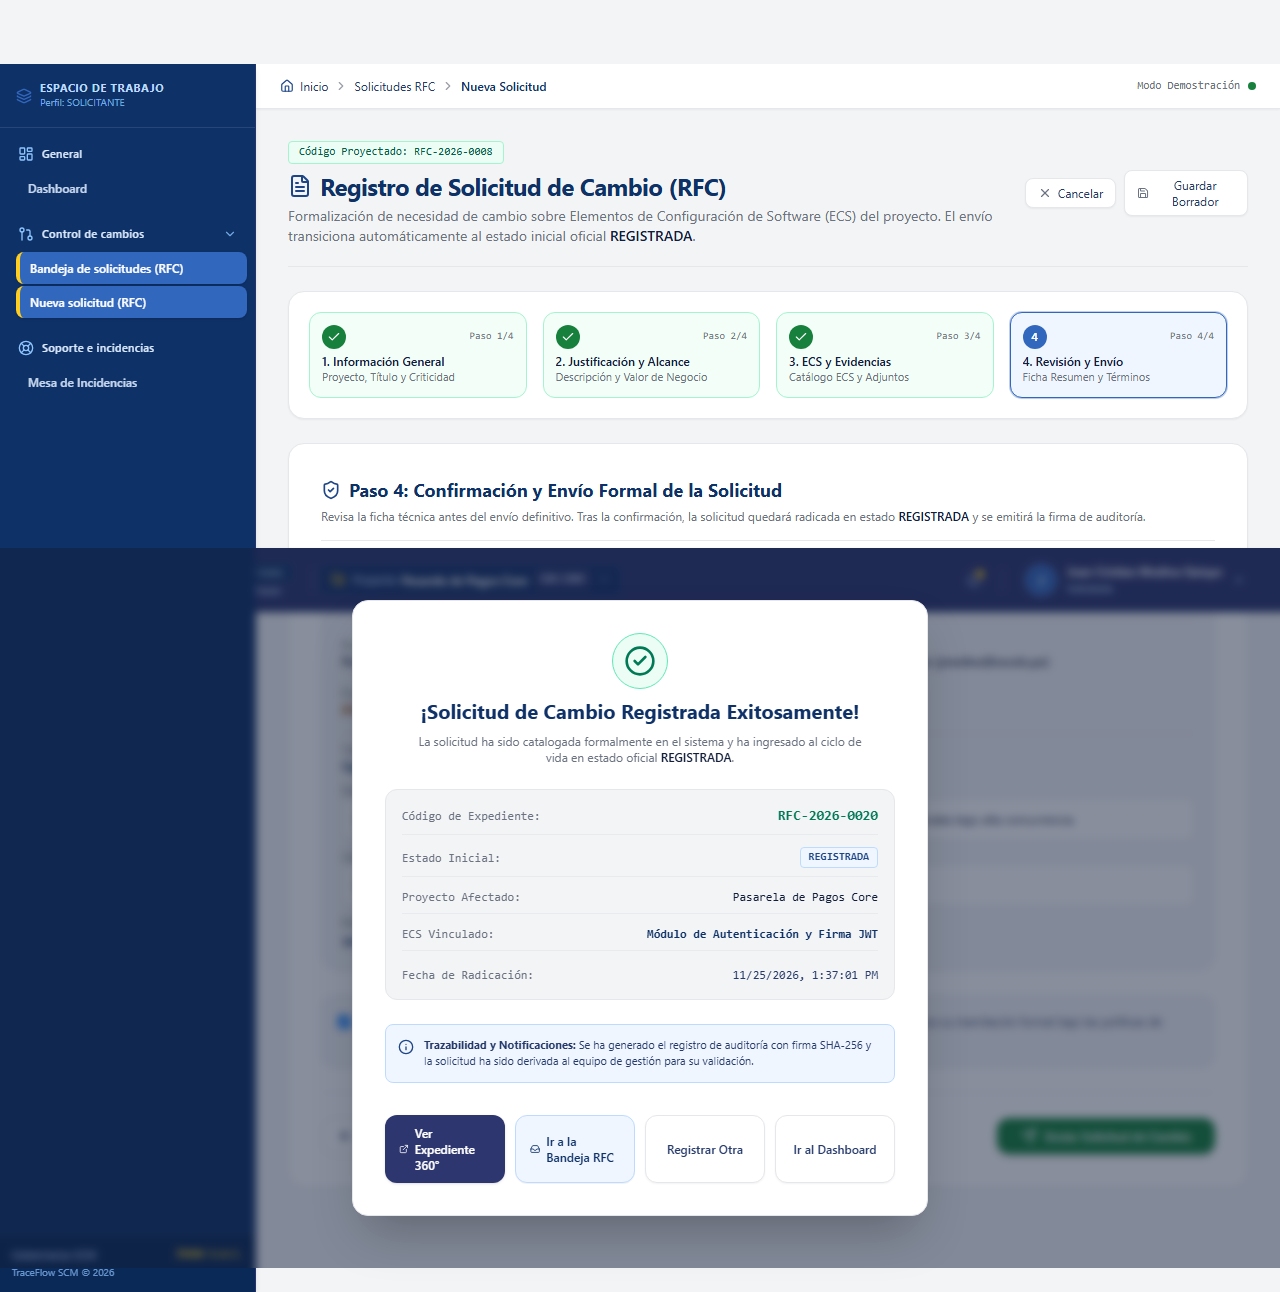 ESPACIO DE TRABAJO
Perfil: SOLICITANTE
General
Dashboard
Control de cambios
Bandeja de solicitudes (RFC)
Nueva solicitud (RFC)
Soporte e incidencias
Mesa de Incidencias
Inicio > Solicitudes RFC > Nueva Solicitud
Modo Demostración
Código Proyectado: RFC-2026-0008
Registro de Solicitud de Cambio (RFC)
Formalización de necesidad de cambio sobre Elementos de Configuración de Software (ECS) del proyecto. El envío
transiciona automáticamente al estado inicial oficial REGISTRADA.
Cancelar
Guardar
Borrador
Paso 1/4
1. Información General
Proyecto, Título y Criticidad
Paso 2/4
2. Justificación y Alcance
Descripción y Valor de Negocio
Paso 3/4
3. ECS y Evidencias
Catálogo ECS y Adjuntos
4
Paso 4/4
4. Revisión y Envío
Ficha Resumen y Términos
Paso 4: Confirmación y Envío Formal de la Solicitud
Revisa la ficha técnica antes del envío definitivo. Tras la confirmación, la solicitud quedará radicada en estado REGISTRADA y se emitirá la firma de auditoría.
¡Solicitud de Cambio Registrada Exitosamente!
La solicitud ha sido catalogada formalmente en el sistema y ha ingresado al ciclo de
vida en estado oficial REGISTRADA.
Código de Expediente: RFC-2026-0020
Estado Inicial: REGISTRADA
Proyecto Afectado: Pasarela de Pagos Core
ECS Vinculado: Módulo de Autenticación y Firma JWT
Fecha de Radicación: 11/25/2026, 1:37:01 PM
Trazabilidad y Notificaciones: Se ha generado el registro de auditoría con firma SHA-256 y
la solicitud ha sido derivada al equipo de gestión para su validación.
Ver
Expediente
360°
Ir a la
Bandeja RFC
Registrar Otra
Ir al Dashboard
TraceFlow SCM © 2026